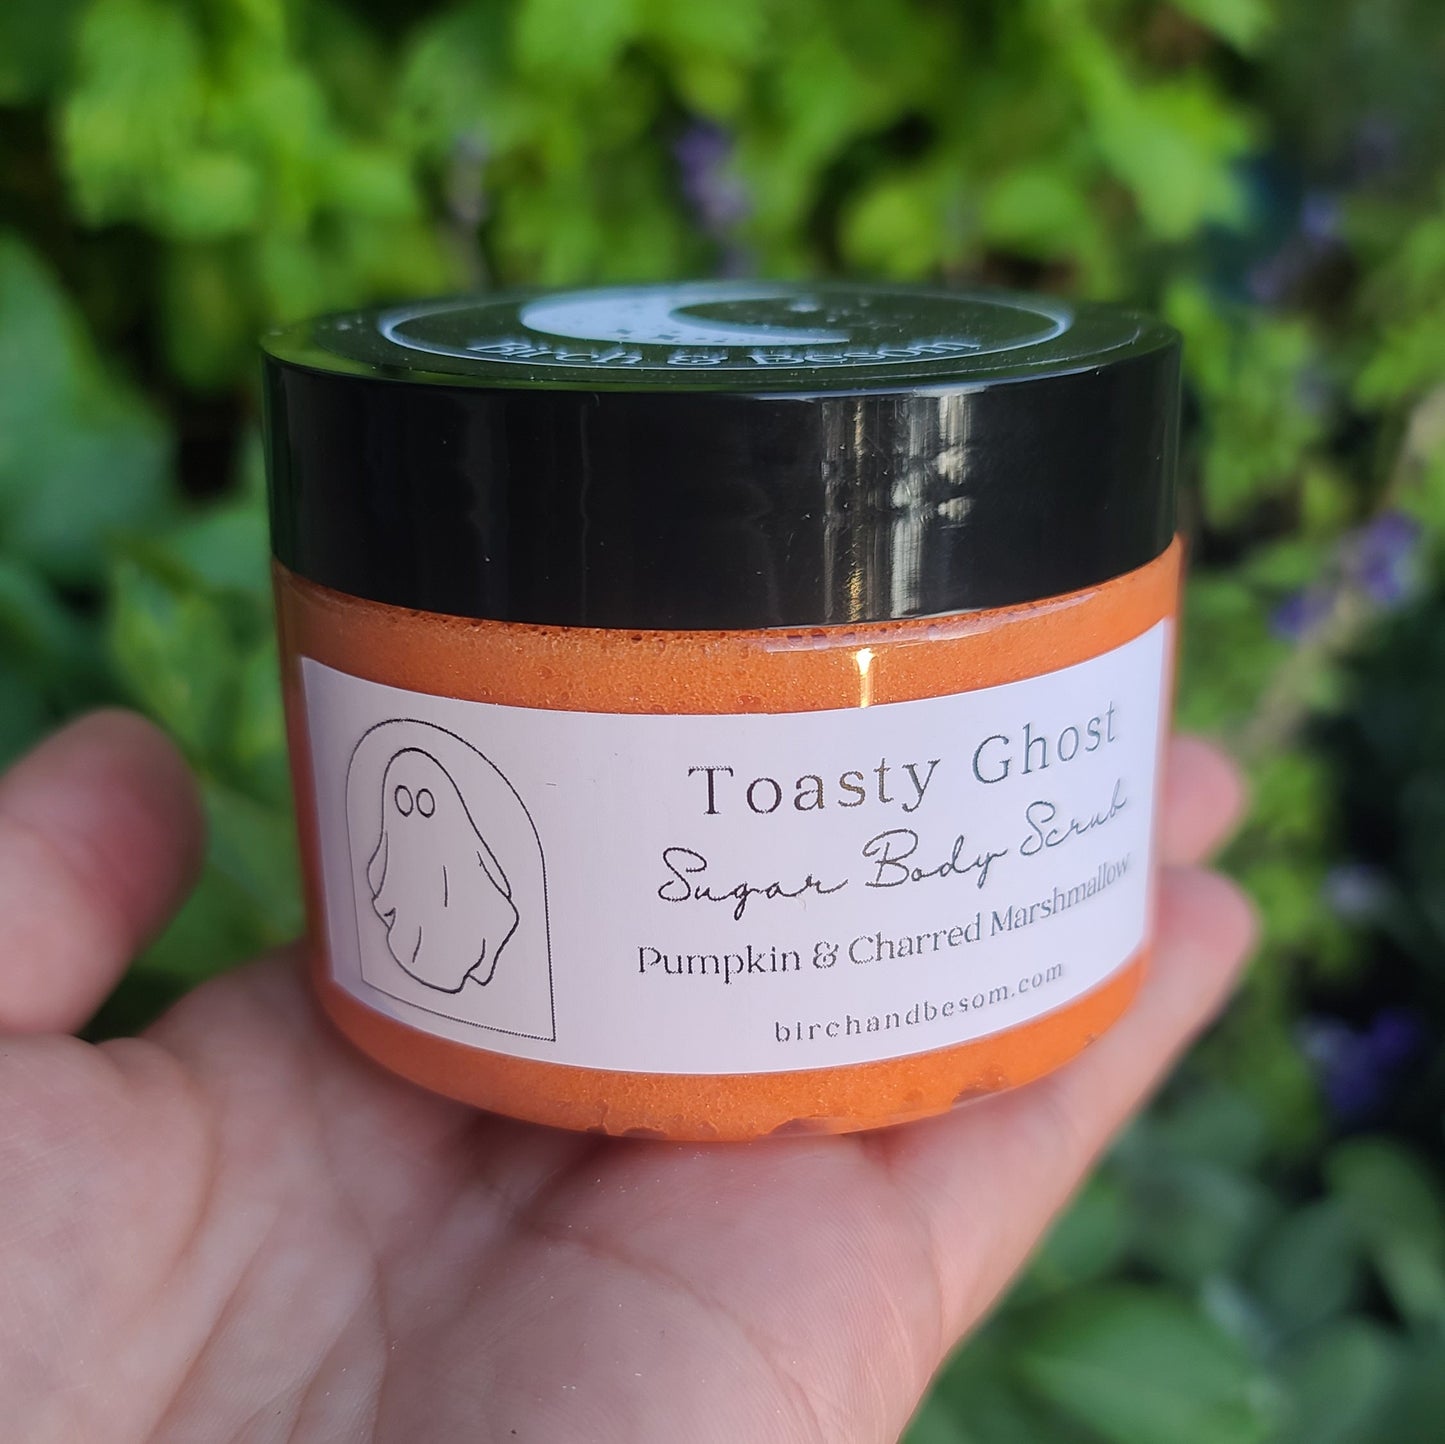 Birch & Besom
Toasty Ghost
Sugar Body Scrub
Pumpkin & Charred Marshmallow
birchandbesom.com